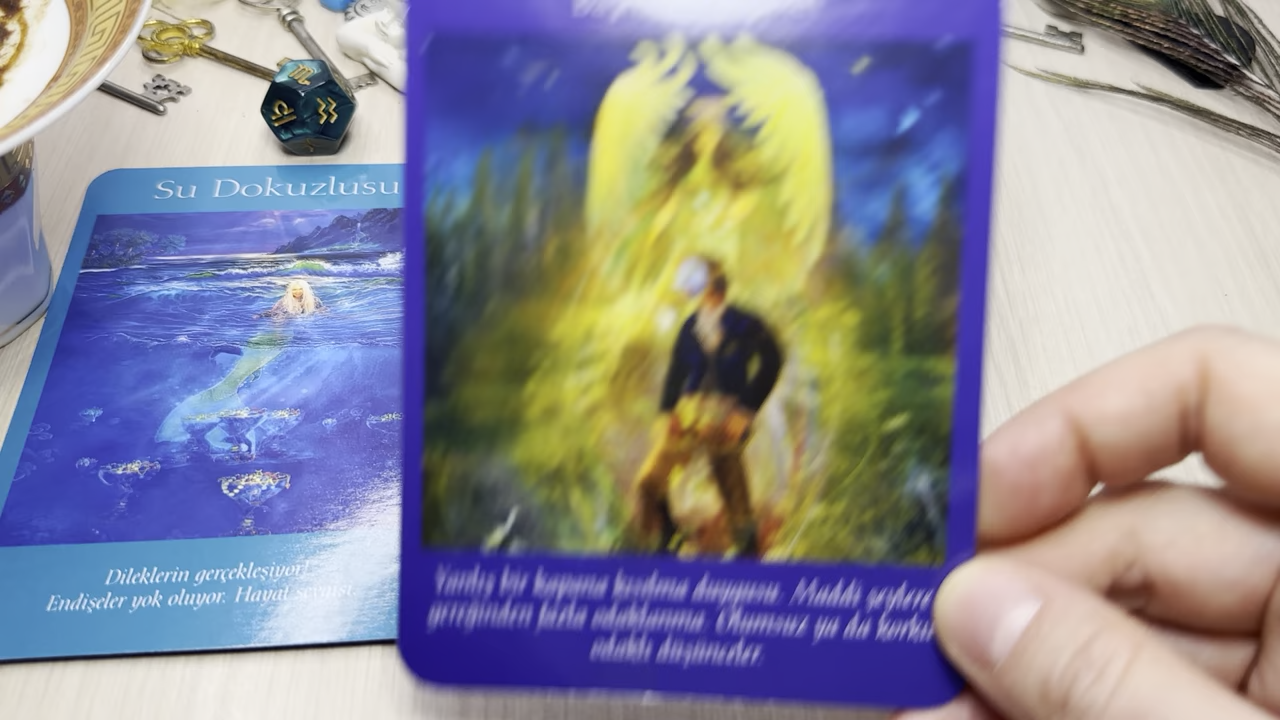 Su Dokuzlusu
Dileklerin gerçekleşiyor!
Endişeler yok oluyor. Hayal seviyesi.
Yanlış bir kapana kısılma duygusu. Maddi şeylere
gereğinden fazla odaklanma. Olumsuz ya da korku
odaklı düşünceler.